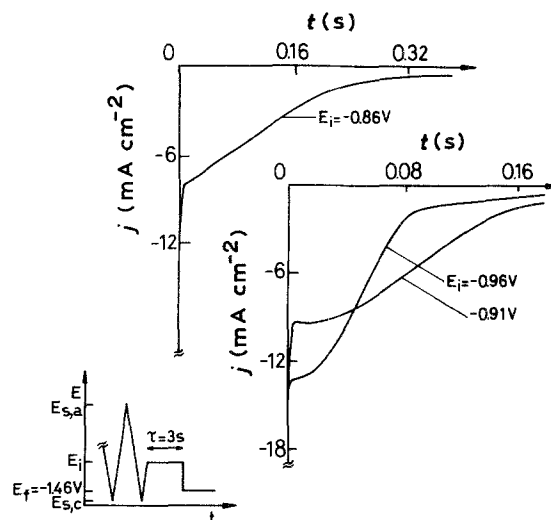 t (s)
0 0.16 0.32
Ei=-0.86V
j (mA cm-2)
-6
-12
t (s)
0 0.08 0.16
Ei=-0.96V
-0.91V
j (mA cm-2)
-6
-12
-18
E
Es,a
τ=3s
Ei
Ef=-1.46V
Es,c
t